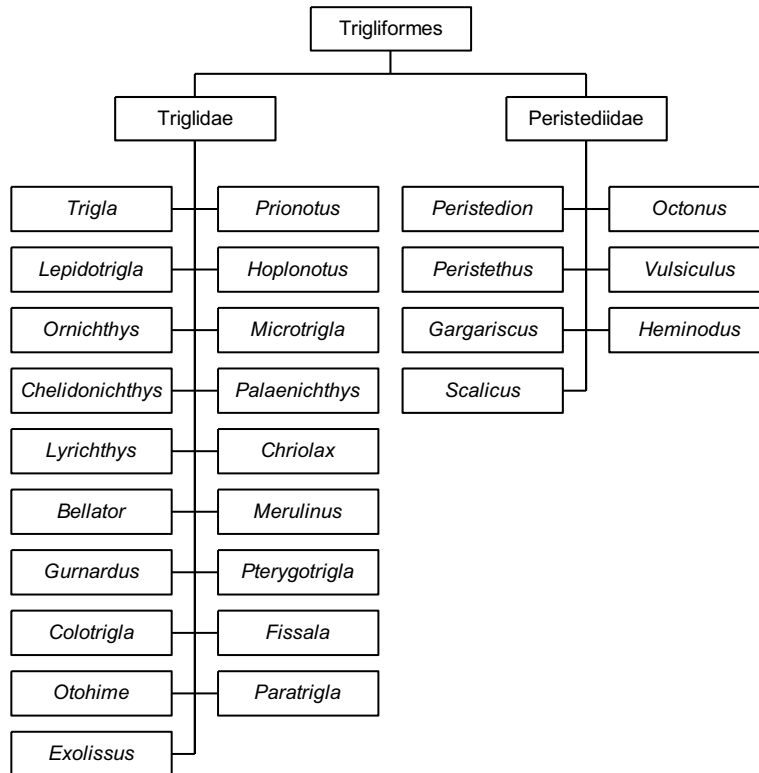 Trigliformes
Triglidae
Peristediidae
Trigla
Prionotus
Peristedion
Octonus
Lepidotrigla
Hoplonotus
Peristethus
Vulsiculus
Ornichthys
Microtrigla
Gargariscus
Heminodus
Chelidonichthys
Palaenichthys
Scalicus
Lyrichthys
Chriolax
Bellator
Merulinus
Gurnardus
Pterygotrigla
Colotrigla
Fissala
Otohime
Paratrigla
Exolissus